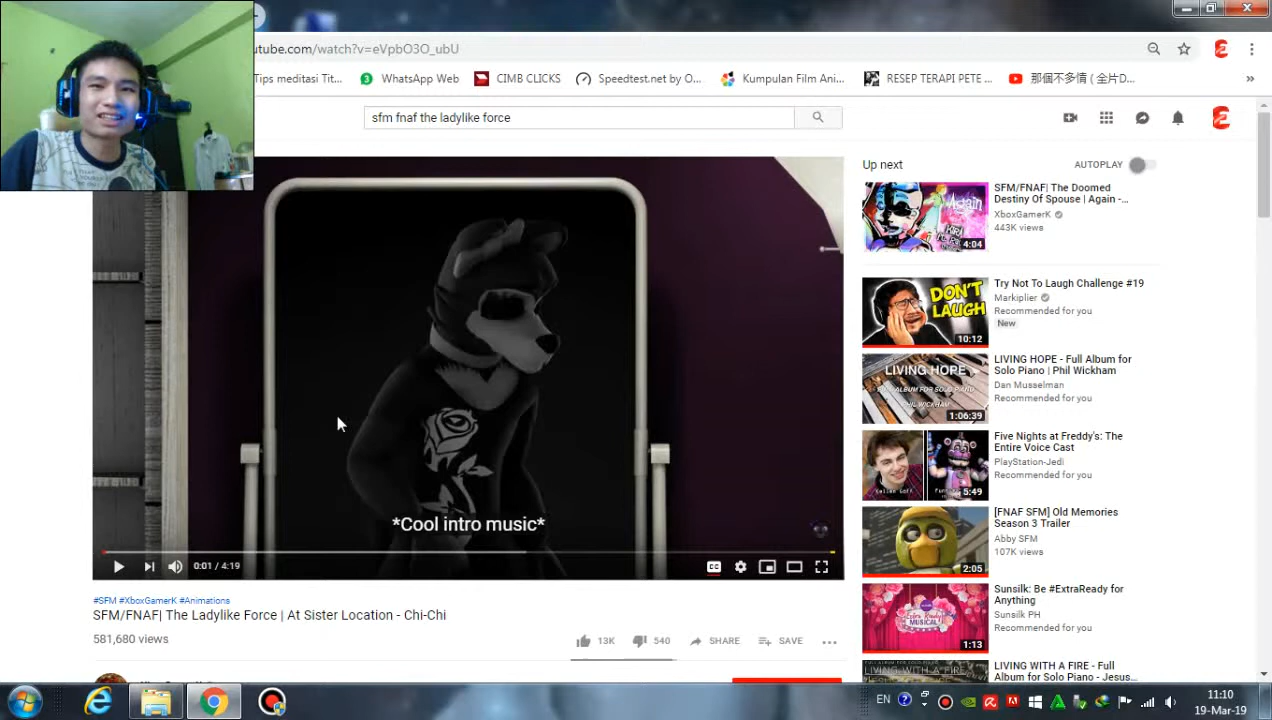 utube.com/watch?v=eVpbO3O_ubU
Tips meditasi Tit...
WhatsApp Web
CIMB CLICKS
Speedtest.net by O...
Kumpulan Film Ani...
RESEP TERAPI PETE ...
那個不多情 ( 全片D...
»
sfm fnaf the ladylike force
*Cool intro music*
0:01 / 4:19
CC
#SFM #XboxGamerK #Animations
SFM/FNAF| The Ladylike Force | At Sister Location - Chi-Chi
581,680 views
13K
540
SHARE
SAVE
Up next
AUTOPLAY
Again
4:04
SFM/FNAF| The Doomed
Destiny Of Spouse | Again -...
XboxGamerK
443K views
DON'T
LAUGH
10:12
Try Not To Laugh Challenge #19
Markiplier
Recommended for you
New
LIVING HOPE
1:06:39
LIVING HOPE - Full Album for
Solo Piano | Phil Wickham
Dan Musselman
Recommended for you
5:49
Five Nights at Freddy's: The
Entire Voice Cast
PlayStation-Jedi
Recommended for you
2:05
[FNAF SFM] Old Memories
Season 3 Trailer
Abby SFM
107K views
1:13
Sunsilk: Be #ExtraReady for
Anything
Sunsilk PH
Recommended for you
LIVING WITH A FIRE
LIVING WITH A FIRE - Full
Album for Solo Piano - Jesus...
EN
11:10
19-Mar-19